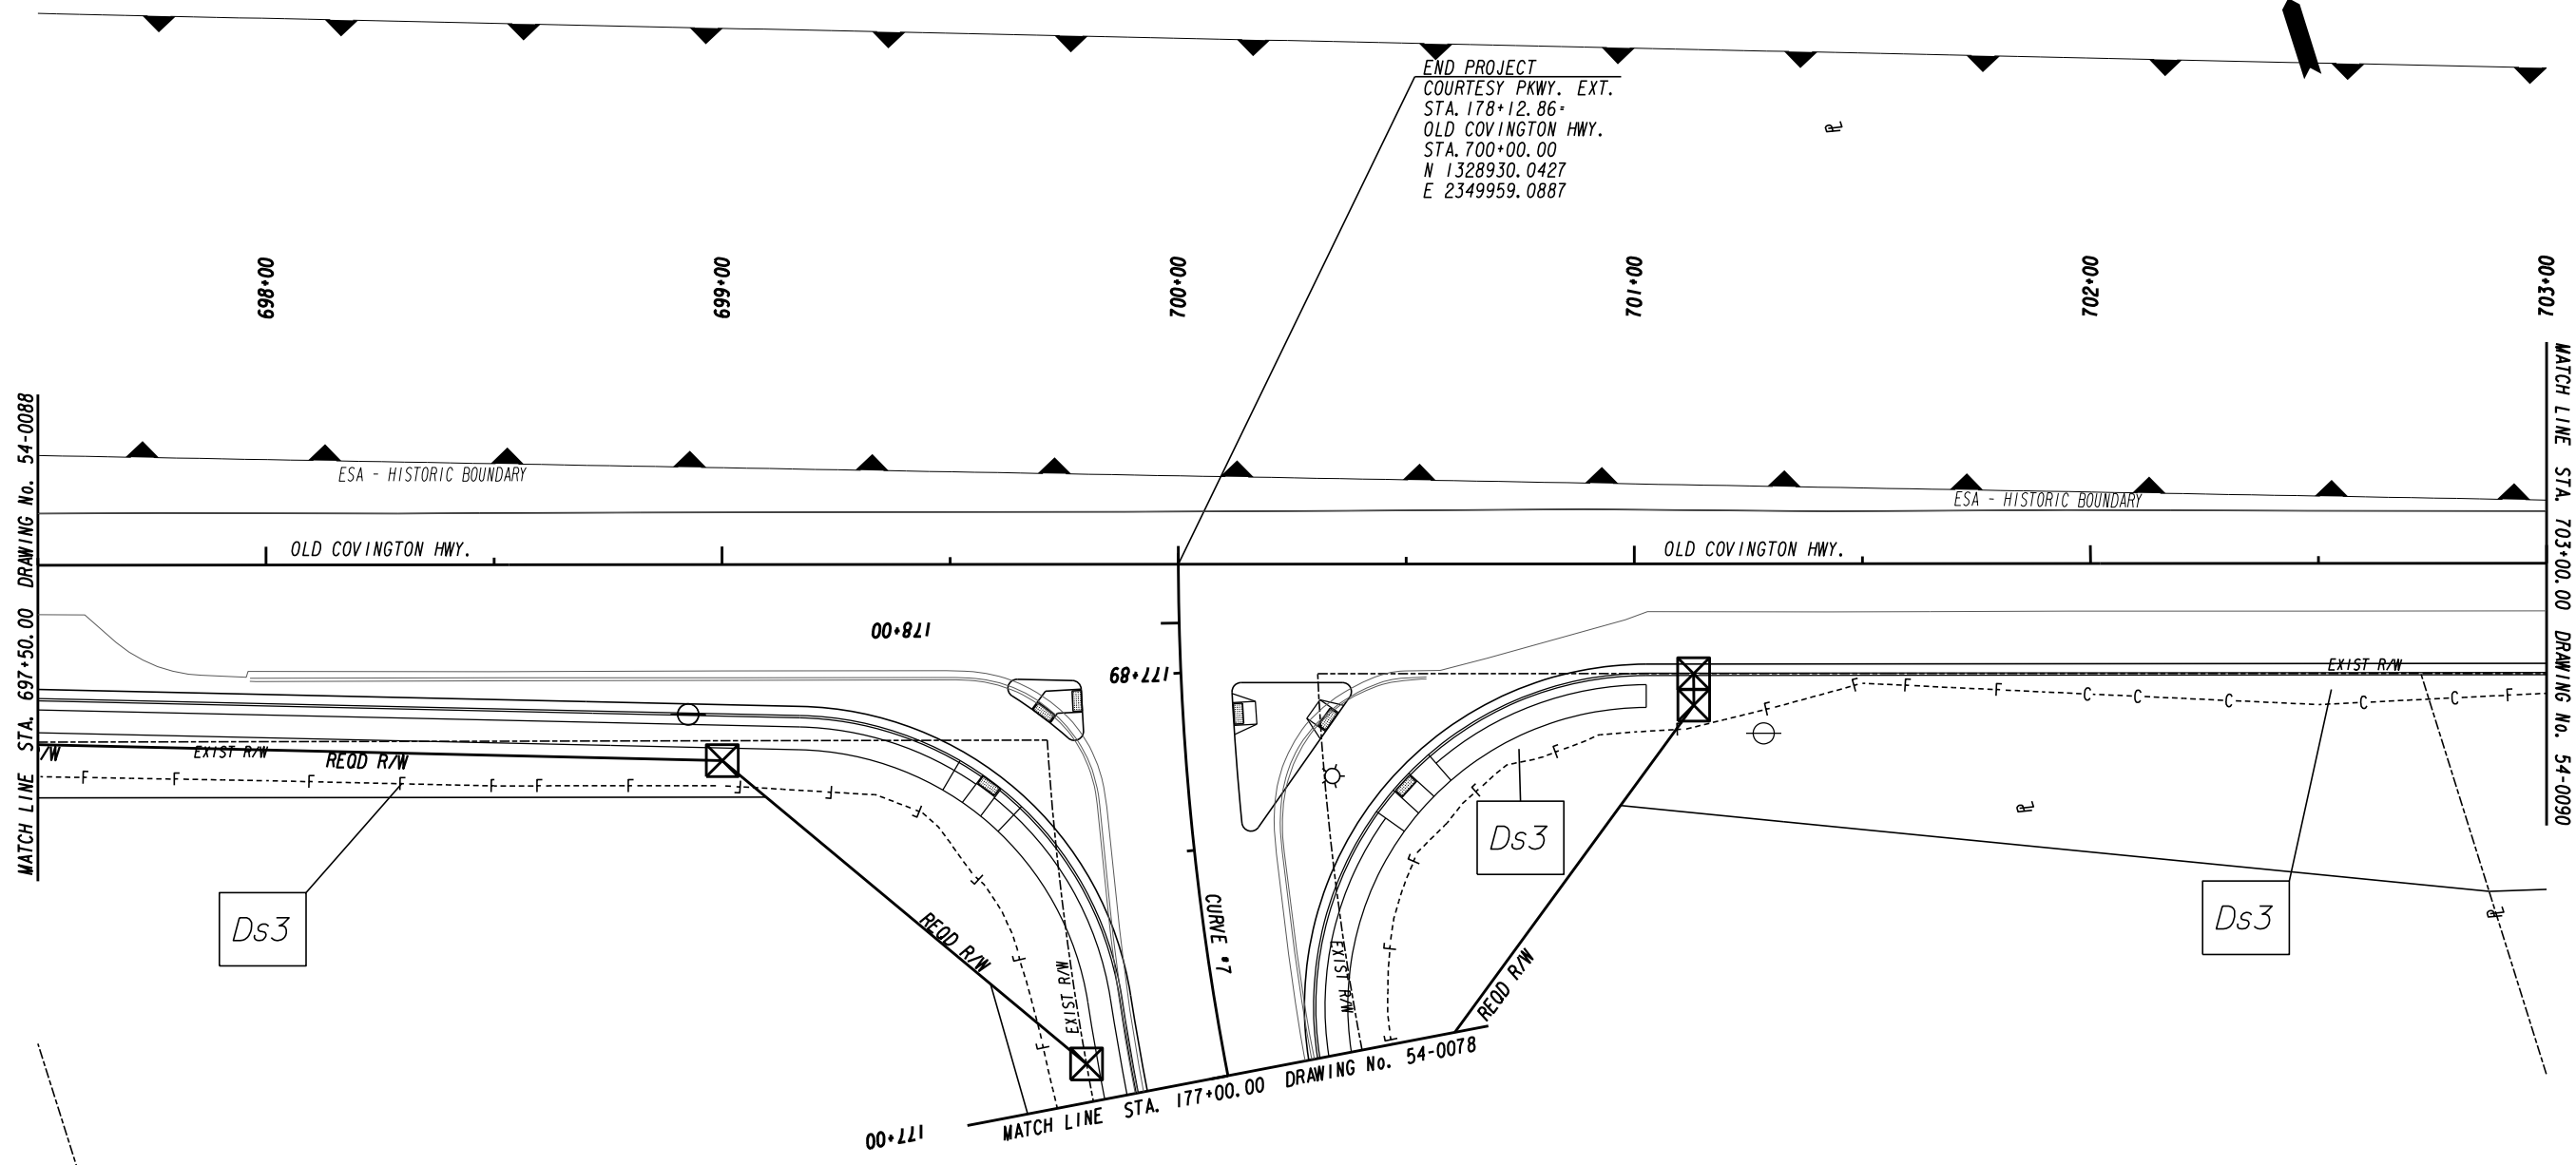 END PROJECT
COURTESY PKWY. EXT.
STA. 178+12.86=
OLD COVINGTON HWY.
STA. 700+00.00
N 1328930.0427
E 2349959.0887
698+00
699+00
700+00
701+00
702+00
703+00
MATCH LINE STA. 697+50.00 DRAWING No. 54-0088
MATCH LINE STA. 703+00.00 DRAWING No. 54-0090
ESA - HISTORIC BOUNDARY
ESA - HISTORIC BOUNDARY
OLD COVINGTON HWY.
OLD COVINGTON HWY.
178+00
177+89
EXIST R/W
/W
EXIST R/W
REQD R/W
F F F F F F F F F F F F F
F F F F F F F F F F C C C C C F
Ds3
Ds3
Ds3
REQD R/W
EXIST R/W
CURVE #7
EXIST R/W
REQD R/W
MATCH LINE STA. 177+00.00 DRAWING No. 54-0078
177+00